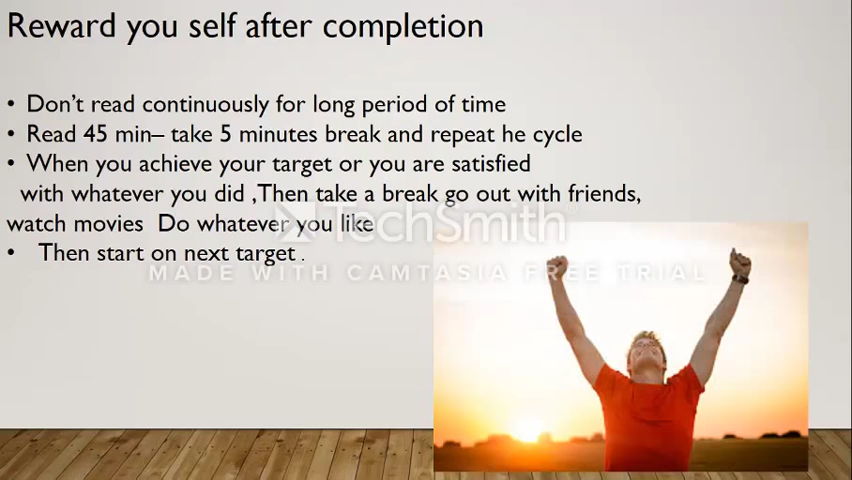 Reward you self after completion
• Don't read continuously for long period of time
• Read 45 min– take 5 minutes break and repeat he cycle
• When you achieve your target or you are satisfied
with whatever you did ,Then take a break go out with friends,
watch movies Do whatever you like
• Then start on next target .
TechSmith
MADE WITH CAMTASIA FREE TRIAL